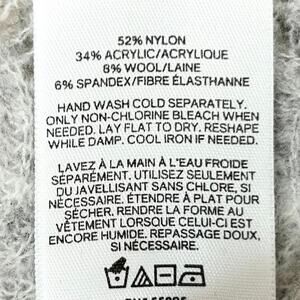 52% NYLON
34% ACRYLIC/ACRYLIQUE
8% WOOL/LAINE
6% SPANDEX/FIBRE ÉLASTHANNE
HAND WASH COLD SEPARATELY.
ONLY NON-CHLORINE BLEACH WHEN
NEEDED. LAY FLAT TO DRY. RESHAPE
WHILE DAMP. COOL IRON IF NEEDED.
LAVEZ À LA MAIN À L'EAU FROIDE
SÉPARÉMENT. UTILISEZ SEULEMENT
DU JAVELLISANT SANS CHLORE, SI
NÉCESSAIRE. ÉTENDRE À PLAT POUR
SÉCHER. RENDRE LA FORME AU
VÊTEMENT LORSQUE CELUI-CI EST
ENCORE HUMIDE. REPASSAGE DOUX,
SI NÉCESSAIRE.